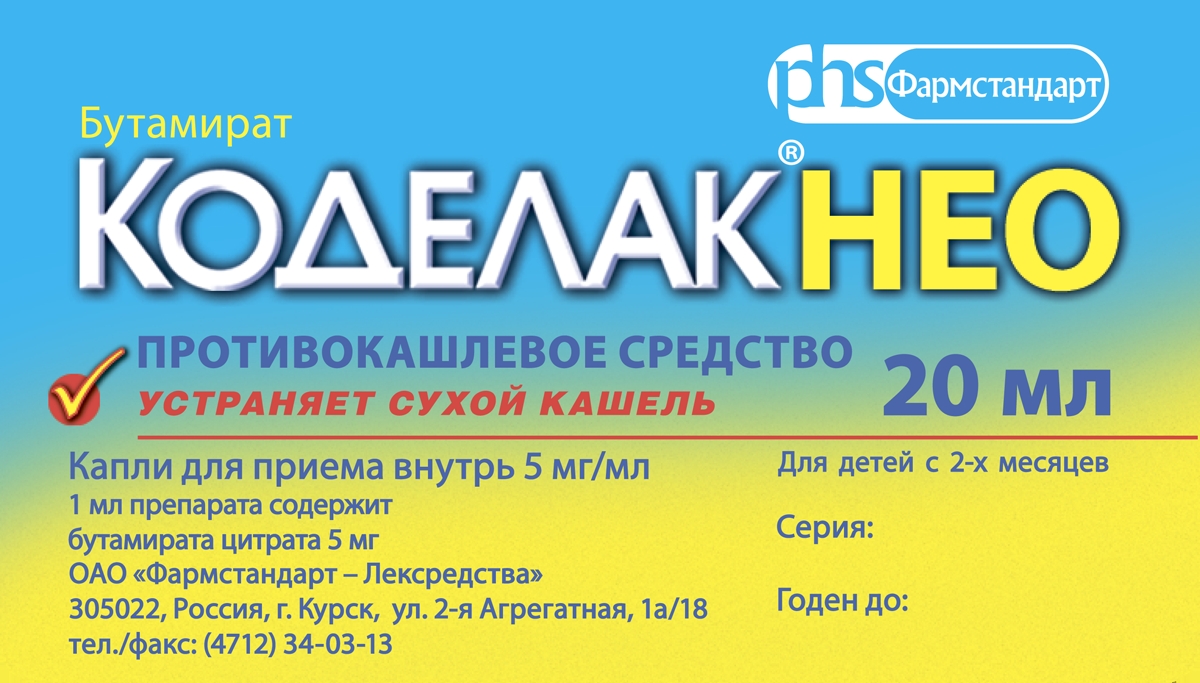 phs Фармстандарт
Бутамират
КОДЕЛАК® НЕО
ПРОТИВОКАШЛЕВОЕ СРЕДСТВО
УСТРАНЯЕТ СУХОЙ КАШЕЛЬ
20 мл
Капли для приема внутрь 5 мг/мл
1 мл препарата содержит
бутамирата цитрата 5 мг
ОАО «Фармстандарт – Лексредства»
305022, Россия, г. Курск, ул. 2-я Агрегатная, 1а/18
тел./факс: (4712) 34-03-13
Для детей с 2-х месяцев
Серия:
Годен до: